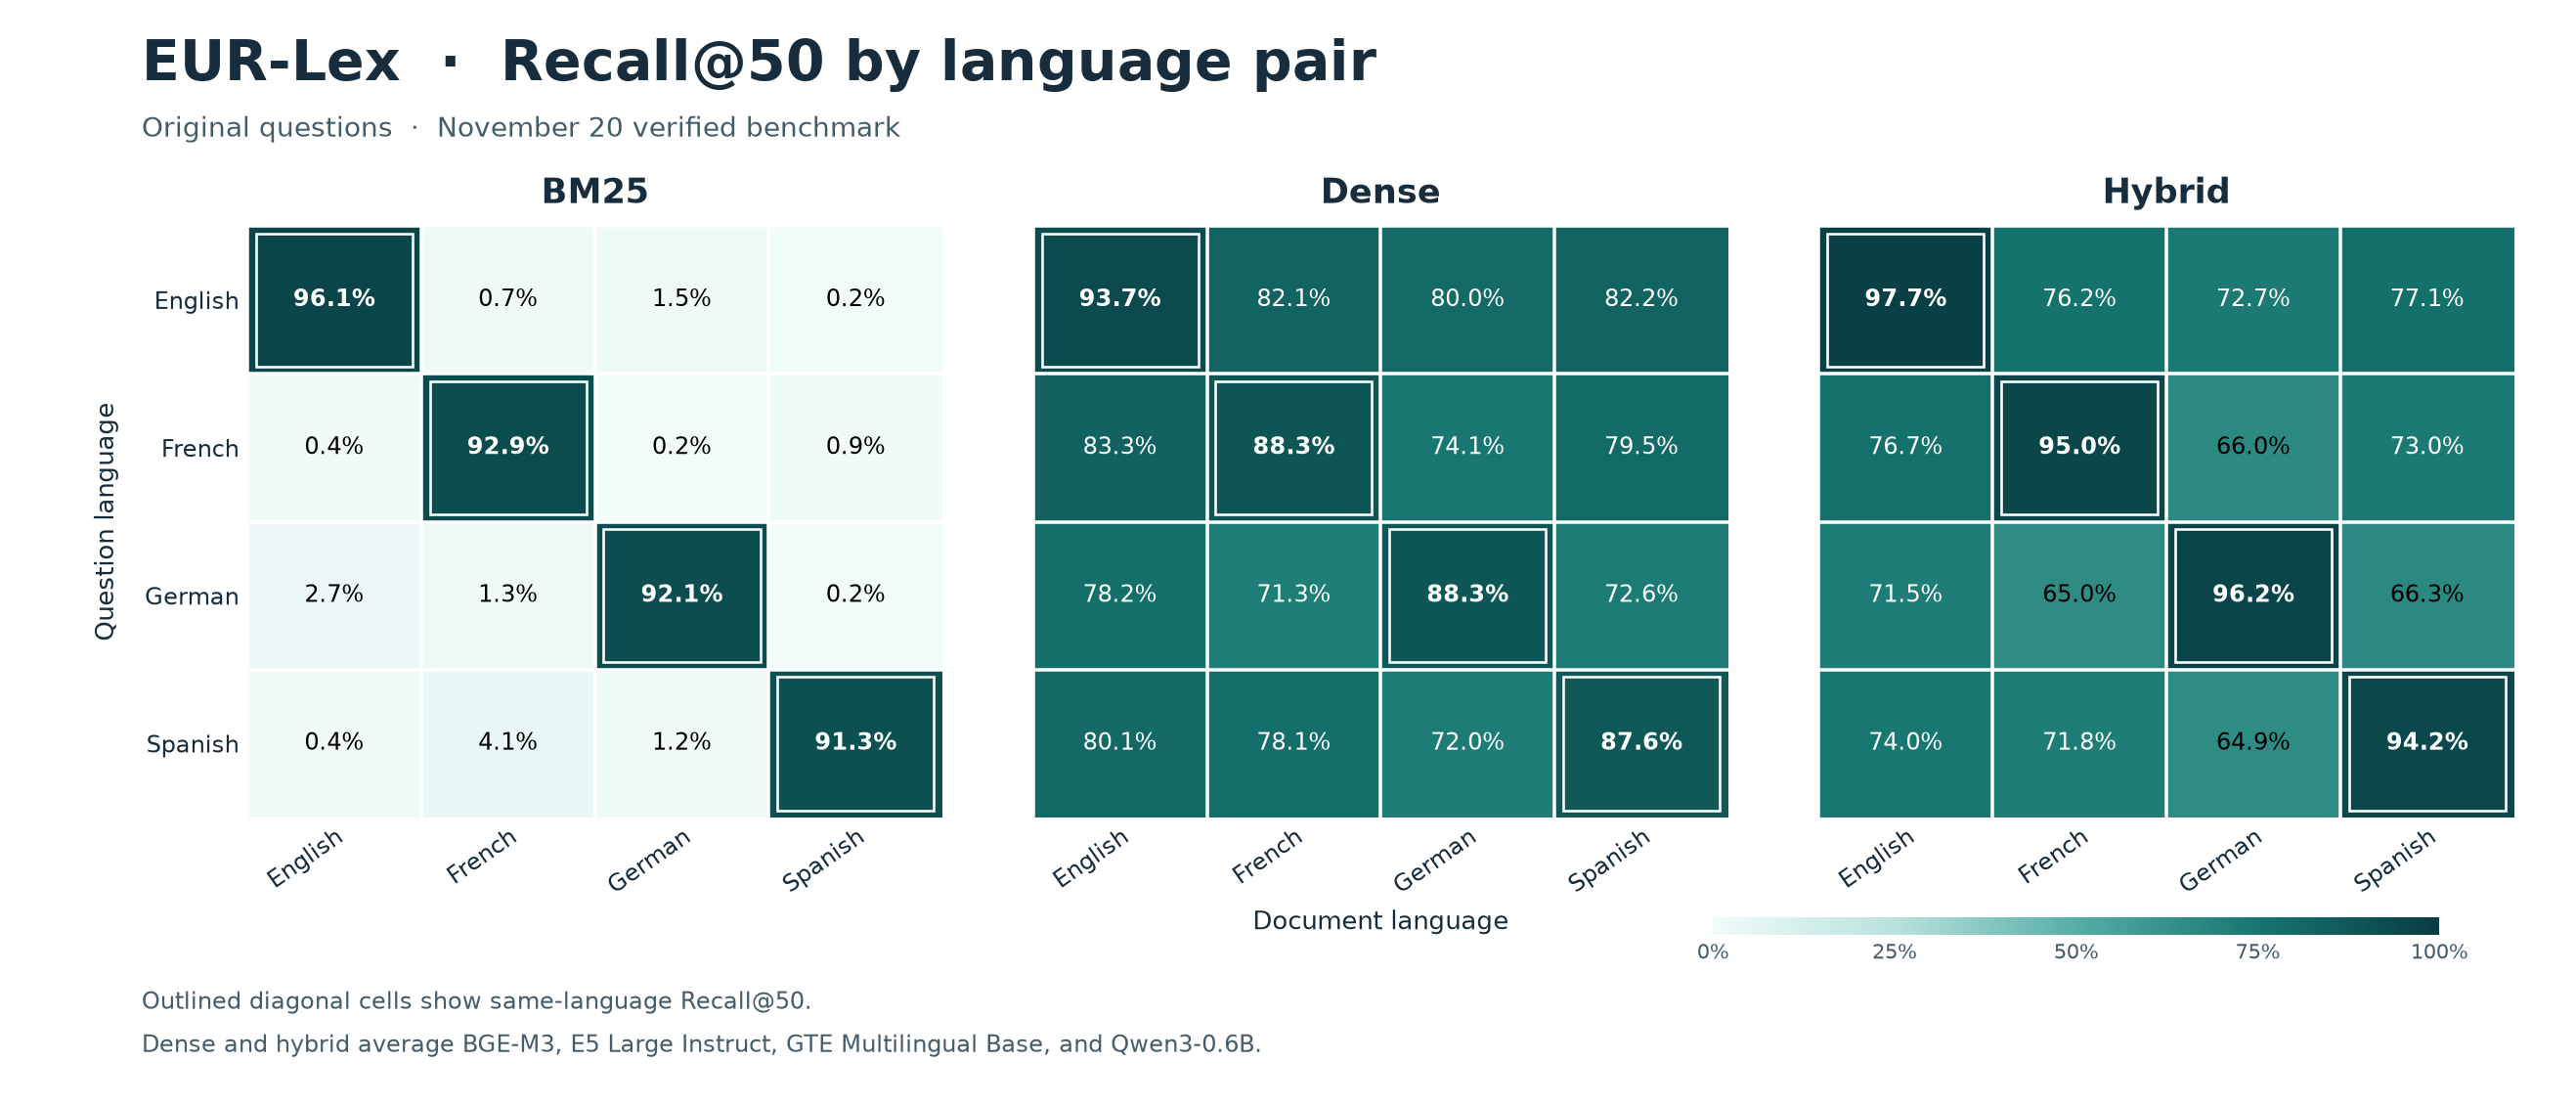 EUR-Lex · Recall@50 by language pair
Original questions · November 20 verified benchmark
BM25 Dense Hybrid
English 96.1% 0.7% 1.5% 0.2% 93.7% 82.1% 80.0% 82.2% 97.7% 76.2% 72.7% 77.1%
French 0.4% 92.9% 0.2% 0.9% 83.3% 88.3% 74.1% 79.5% 76.7% 95.0% 66.0% 73.0%
German 2.7% 1.3% 92.1% 0.2% 78.2% 71.3% 88.3% 72.6% 71.5% 65.0% 96.2% 66.3%
Spanish 0.4% 4.1% 1.2% 91.3% 80.1% 78.1% 72.0% 87.6% 74.0% 71.8% 64.9% 94.2%
Question language
English French German Spanish English French German Spanish English French German Spanish
Document language
0% 25% 50% 75% 100%
Outlined diagonal cells show same-language Recall@50.
Dense and hybrid average BGE-M3, E5 Large Instruct, GTE Multilingual Base, and Qwen3-0.6B.